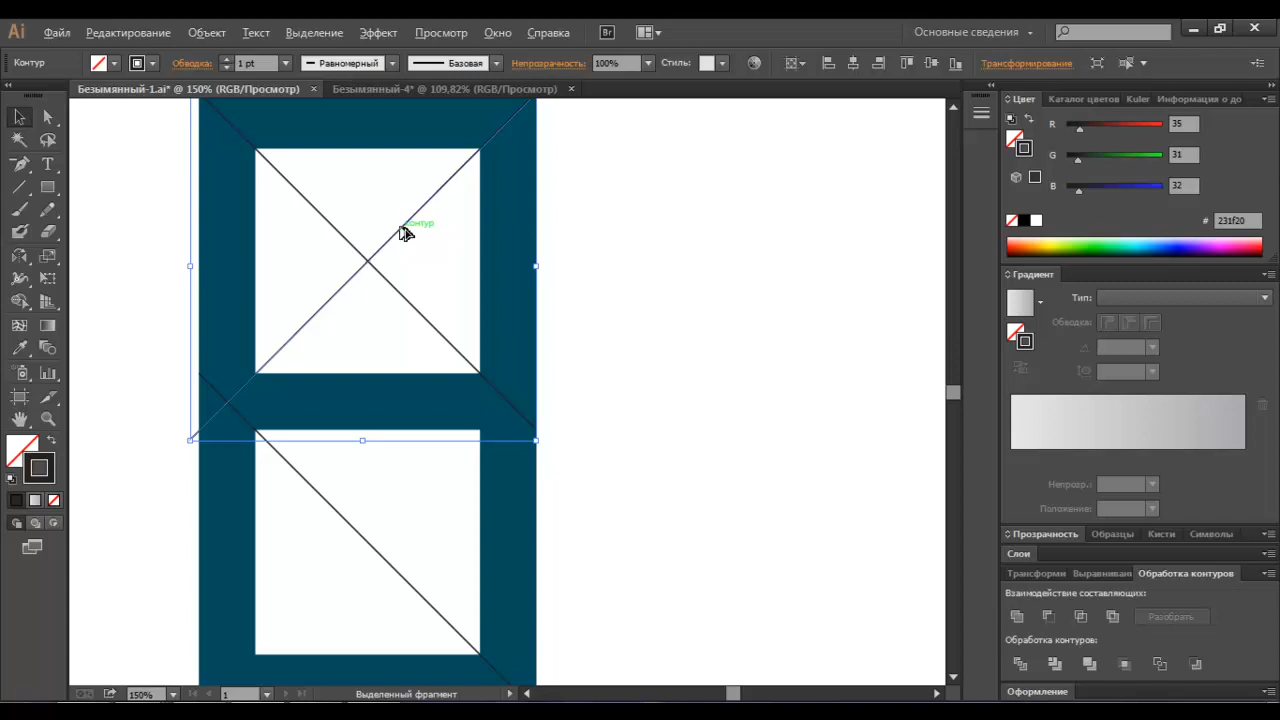 Ai Файл Редактирование Объект Текст Выделение Эффект Просмотр Окно Справка Br Основные сведения
Контур Обводка: 1 pt Равномерный Базовая Непрозрачность: 100% Стиль: Трансформирование
Безымянный-1.ai* @ 150% (RGB/Просмотр) × Безымянный-4* @ 109,82% (RGB/Просмотр) ×
Цвет Каталог цветов Kuler Информация о до
R 35
G 31
B 32
# 231f20
контур
Градиент
Тип:
Обводка:
Непрозр.:
Положение:
Прозрачность Образцы Кисти Символы
Слои
Трансформи Выравнивани Обработка контуров
Взаимодействие составляющих:
Разобрать
Обработка контуров:
Оформление
150% 1 Выделенный фрагмент